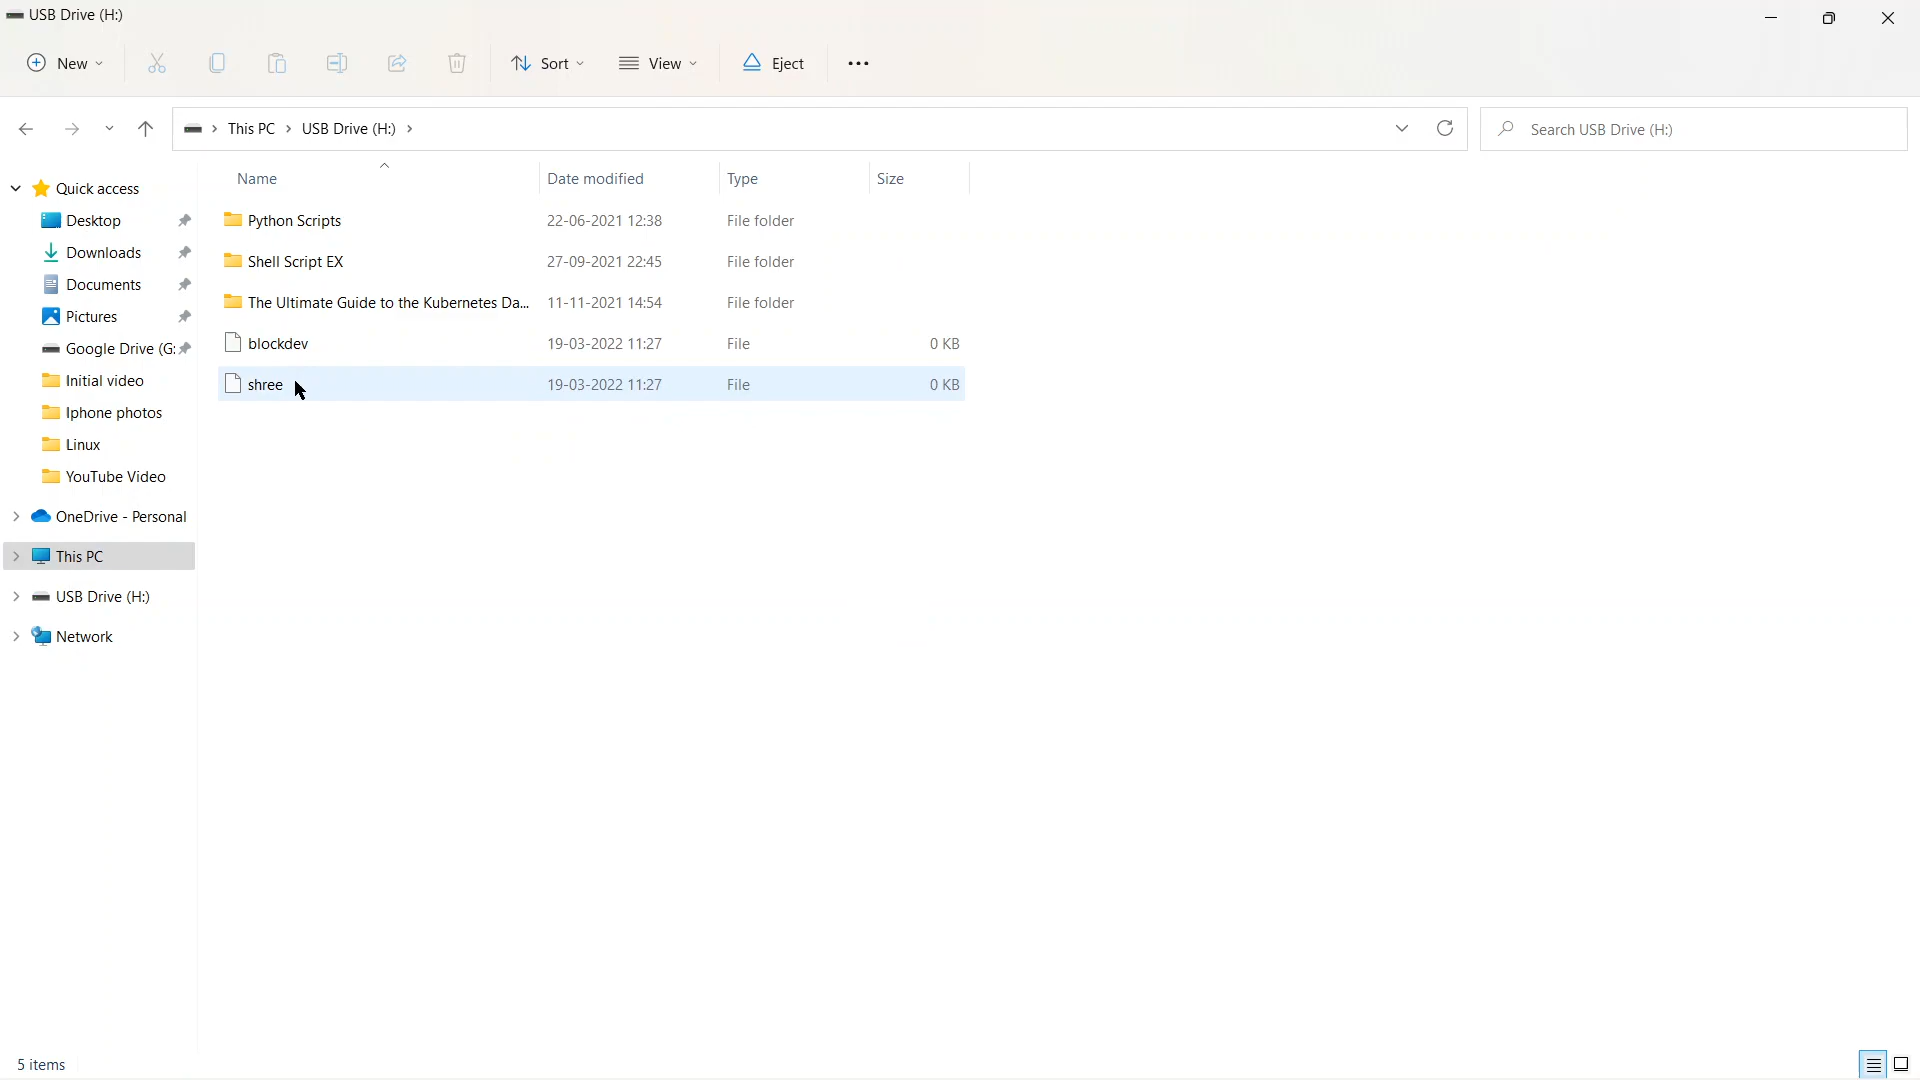 USB Drive (H:)
New
Sort
View
Eject
This PC
USB Drive (H:)
Search USB Drive (H:)
Name
Date modified
Type
Size
Quick access
Desktop
Downloads
Documents
Pictures
Google Drive (G:
Initial video
Iphone photos
Linux
YouTube Video
OneDrive - Personal
This PC
USB Drive (H:)
Network
Python Scripts 22-06-2021 12:38 File folder
Shell Script EX 27-09-2021 22:45 File folder
The Ultimate Guide to the Kubernetes Da... 11-11-2021 14:54 File folder
blockdev 19-03-2022 11:27 File 0 KB
shree 19-03-2022 11:27 File 0 KB
5 items